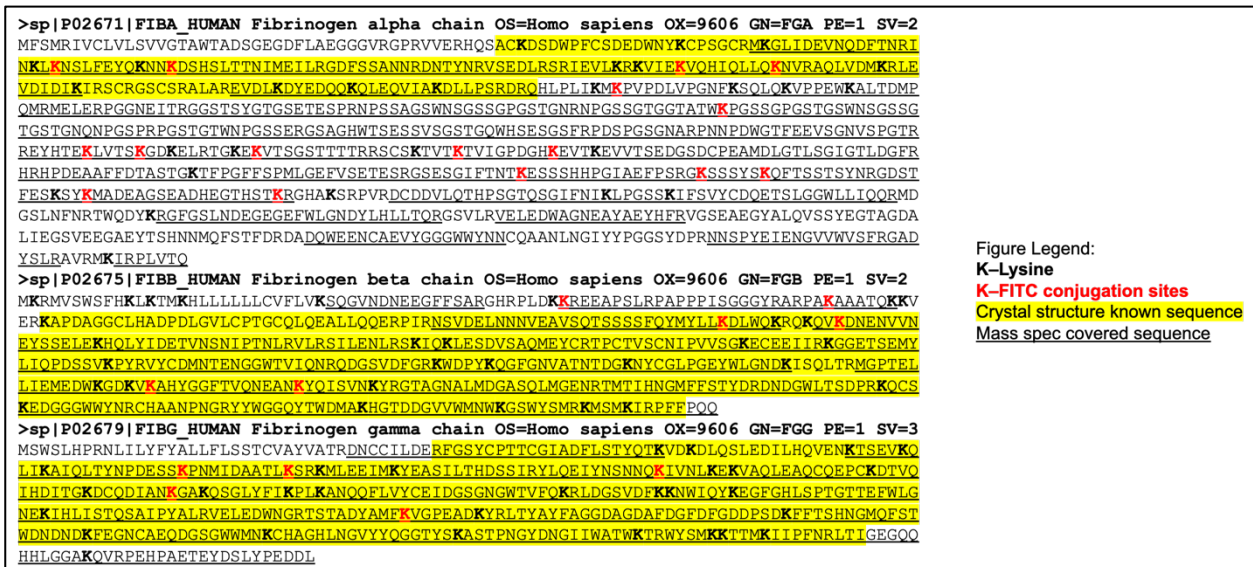 >sp|P02671|FIBA_HUMAN Fibrinogen alpha chain OS=Homo sapiens OX=9606 GN=FGA PE=1 SV=2
MFSMRIVCLVLSVVGTAWTADSGEGDFLAEGGGVRGPRVVERHQSACKDSDWPFCSDEDWNYKCPSGCRMKGLIDEVNQDFTNRI
NKLKNSLFEYQKNNKDSHSLTTNIMEILRGDFSSANNRDNTYNRVSEDLRSRIEVLKRKVIEKVQHIQLLQKNVRAQLVDMKRLE
VDIDIKIRSCRGSCSRALAREVDLKDYEDQQKQLEQVIAKDLLPSRDRQHLPLIKMKPVPDLVPGNFKSQLQKVPPEWKALTDMP
QMRMELERPGGNEITRGGSTSYGTGSETESPRNPSSAGSWNSGSSGPGSTGNRNPGSSGTGGTATWKPGSSGPGSTGSWNSGSSG
TGSTGNQNPGSPRPGSTGTWNPGSSERGSAGHWTSESSVSGSTGQWHSESGSFRPDSPGSGNARPNNPDWGTFEEVSGNVSPGTR
REYHTEKLVTSKGDKELRTGKEKVTSGSTTTTRRSCSKTVTKTVIGPDGHKEVTKEVVTSEDGSDCPEAMDLGTLSGIGTLDGFR
HRHPDEAAFFDTASTGKTFPGFFSPMLGEFVSETESRGSESGIFTNTKESSSHHPGIAEFPSRGKSSSYSKQFTSSTSYNRGDST
FESKSYKMADEAGSEADHEGTHSTKRGHAKSRPVRDCDDVLQTHPSGTQSGIFNIKLPGSSKIFSVYCDQETSLGGWLLIQQRMD
GSLNFNRTWQDYKRGFGSLNDEGEGEFWLGNDYLHLLTQRGSVLRVELEDWAGNEAYAEYHFRVGSEAEGYALQVSSYEGTAGDA
LIEGSVEEGAEYTSHNNMQFSTFDRDADQWEENCAEVYGGGWWYNNCQAANLNGIYYPGGSYDPRNNSPYEIENGVVWVSFRGAD
YSLRAVRMKIRPLVTQ
>sp|P02675|FIBB_HUMAN Fibrinogen beta chain OS=Homo sapiens OX=9606 GN=FGB PE=1 SV=2
MKRMVSWSFHKLKTMKHLLLLLLCVFLVKSQGVNDNEEGFFSARGHRPLDKKREEAPSLRPAPPPISGGGYRARPAKAAATQKKV
ERKAPDAGGCLHADPDLGVLCPTGCQLQEALLQQERPIRNSVDELNNNVEAVSQTSSSSFQYMYLLKDLWQKRQKQVKDNENVVN
EYSSELEKHQLYIDETVNSNIPTNLRVLRSILENLRSKIQKLESDVSAQMEYCRTPCTVSCNIPVVSGKECEEIIRKGGETSEMY
LIQPDSSVKPYRVYCDMNTENGGWTVIQNRQDGSVDFGRKWDPYKQGFGNVATNTDGKNYCGLPGEYWLGNDKISQLTRMGPTEL
LIEMEDWKGDKVKAHYGGFTVQNEANKYQISVNKYRGTAGNALMDGASQLMGENRTMTIHNGMFFSTYDRDNDGWLTSDPRKQCS
KEDGGGWWYNRCHAANPNGRYYWGGQYTWDMAKHGTDDGVVWMNWKGSWYSMRKMSMKIRPFFPQQ
>sp|P02679|FIBG_HUMAN Fibrinogen gamma chain OS=Homo sapiens OX=9606 GN=FGG PE=1 SV=3
MSWSLHPRNLILYFYALLFLSSTCVAYVATRDNCCILDERFGSYCPTTCGIADFLSTYQTKVDKDLQSLEDILHQVENKTSEVKQ
LIKAIQLTYNPDESSKPNMIDAATLKSRKMLEEIMKYEASILTHDSSIRYLQEIYNSNNQKIVNLKEKVAQLEAQCQEPCKDTVQ
IHDITGKDCQDIANKGAKQSGLYFIKPLKANQQFLVYCEIDGSGNGWTVFQKRLDGSVDFKKNWIQYKEGFGHLSPTGTTEFWLG
NEKIHLISTQSAIPYALRVELEDWNGRTSTADYAMFKVGPEADKYRLTYAYFAGGDAGDAFDGFDFGDDPSDKFFTSHNGMQFST
WDNDNDKFEGNCAEQDGSGWWMNKCHAGHLNGVYYQGGTYSKASTPNGYDNGIIWATWKTRWYSMKKTTMKIIPFNRLTIGEGQQ
HHLGGAKQVRPEHPAETEYDSLYPEDDL
Figure Legend:
K–Lysine
K–FITC conjugation sites
Crystal structure known sequence
Mass spec covered sequence